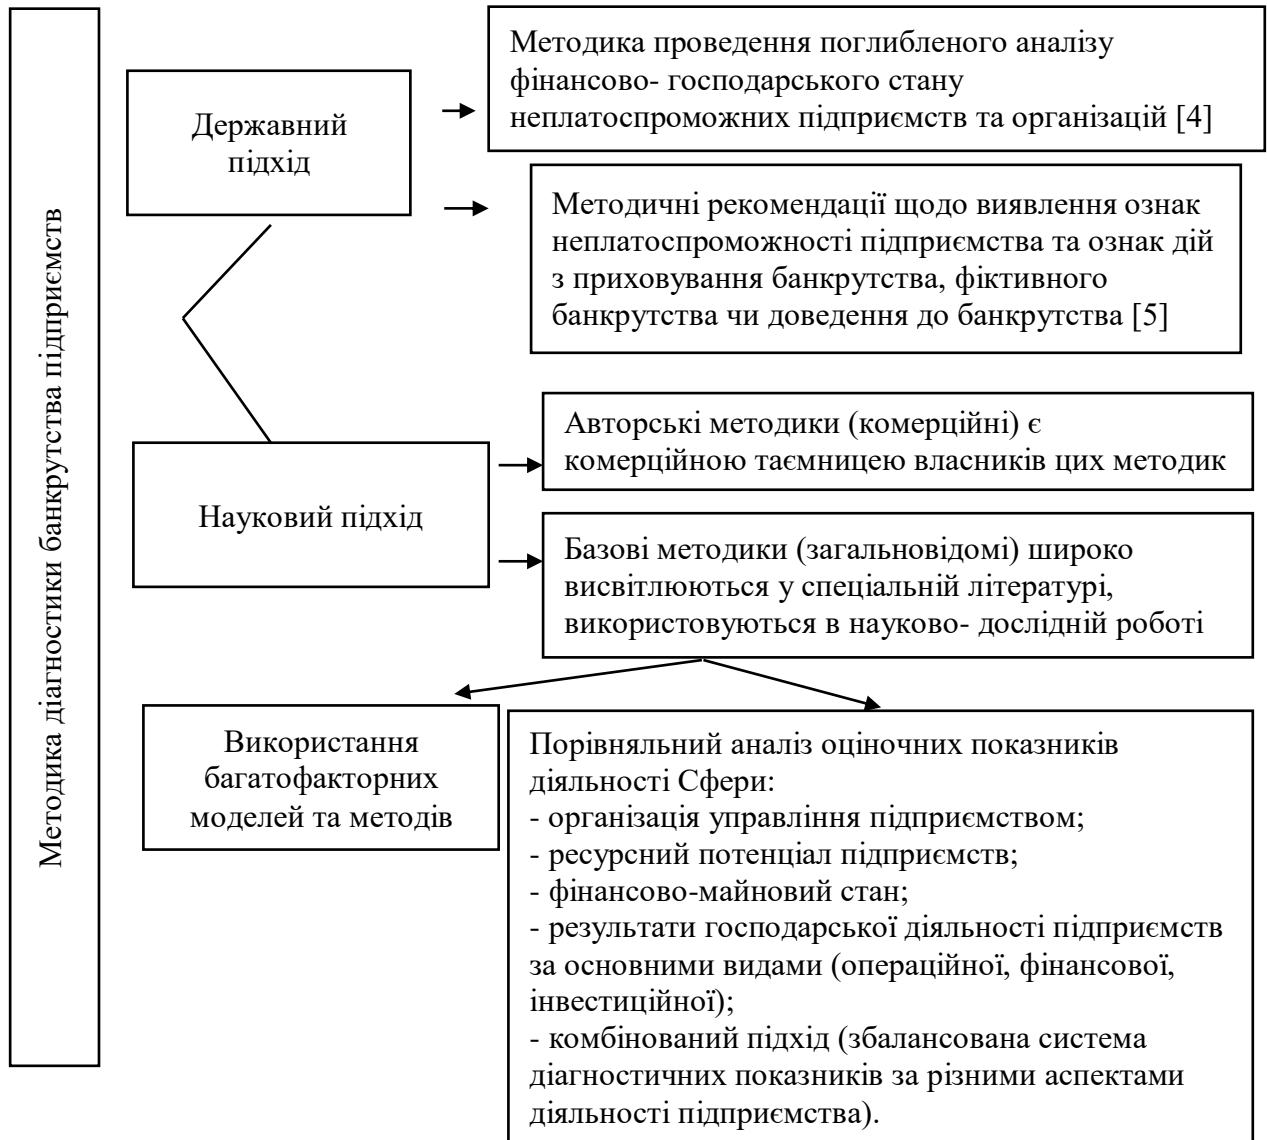 Методика діагностики банкрутства підприємств
Державний
підхід
Методика проведення поглибленого аналізу
фінансово- господарського стану
неплатоспроможних підприємств та організацій [4]
Методичні рекомендації щодо виявлення ознак
неплатоспроможності підприємства та ознак дій
з приховування банкрутства, фіктивного
банкрутства чи доведення до банкрутства [5]
Науковий підхід
Авторські методики (комерційні) є
комерційною таємницею власників цих методик
Базові методики (загальновідомі) широко
висвітлюються у спеціальній літературі,
використовуються в науково- дослідній роботі
Використання
багатофакторних
моделей та методів
Порівняльний аналіз оціночних показників
діяльності Сфери:
- організація управління підприємством;
- ресурсний потенціал підприємств;
- фінансово-майновий стан;
- результати господарської діяльності підприємств
за основними видами (операційної, фінансової,
інвестиційної);
- комбінований підхід (збалансована система
діагностичних показників за різними аспектами
діяльності підприємства).